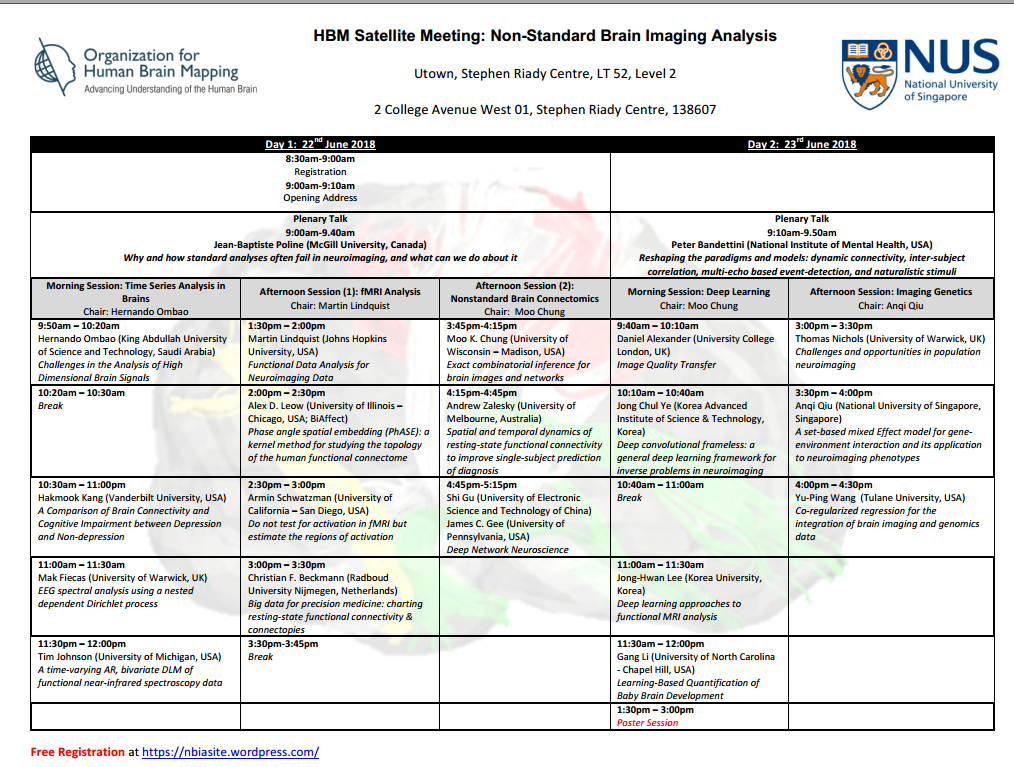 Organization for
Human Brain Mapping
Advancing Understanding of the Human Brain
HBM Satellite Meeting: Non-Standard Brain Imaging Analysis
Utown, Stephen Riady Centre, LT 52, Level 2
2 College Avenue West 01, Stephen Riady Centre, 138607
NUS
National University
of Singapore
Day 1: 22nd June 2018
8:30am-9:00am
Registration
9:00am-9:10am
Opening Address
Plenary Talk
9:00am-9.40am
Jean-Baptiste Poline (McGill University, Canada)
Why and how standard analyses often fail in neuroimaging, and what can we do about it
Day 2: 23rd June 2018
Plenary Talk
9:10am-9.50am
Peter Bandettini (National Institute of Mental Health, USA)
Reshaping the paradigms and models: dynamic connectivity, inter-subject
correlation, multi-echo based event-detection, and naturalistic stimuli
Morning Session: Time Series Analysis in
Brains
Chair: Hernando Ombao
9:50am – 10:20am
Hernando Ombao (King Abdullah University
of Science and Technology, Saudi Arabia)
Challenges in the Analysis of High
Dimensional Brain Signals
10:20am – 10:30am
Break
10:30am – 11:00am
Hakmook Kang (Vanderbilt University, USA)
A Comparison of Brain Connectivity and
Cognitive Impairment between Depression
and Non-depression
11:00am – 11:30am
Mak Fiecas (University of Warwick, UK)
EEG spectral analysis using a nested
dependent Dirichlet process
11:30pm – 12:00pm
Tim Johnson (University of Michigan, USA)
A time-varying AR, bivariate DLM of
functional near-infrared spectroscopy data
Afternoon Session (1): fMRI Analysis
Chair: Martin Lindquist
1:30pm – 2:00pm
Martin Lindquist (Johns Hopkins
University, USA)
Functional Data Analysis for
Neuroimaging Data
2:00pm – 2:30pm
Alex D. Leow (University of Illinois –
Chicago, USA; BiAffect)
Phase angle spatial embedding (PhASE): a
kernel method for studying the topology
of the human functional connectome
2:30pm – 3:00pm
Armin Schwatzman (University of
California – San Diego, USA)
Do not test for activation in fMRI but
estimate the regions of activation
3:00pm – 3:30pm
Christian F. Beckmann (Radboud
University Nijmegen, Netherlands)
Big data for precision medicine: charting
resting-state functional connectivity &
connectopies
3:30pm-3:45pm
Break
Afternoon Session (2):
Nonstandard Brain Connectomics
Chair: Moo Chung
3:45pm-4:15pm
Moo K. Chung (University of
Wisconsin – Madison, USA)
Exact combinatorial inference for
brain images and networks
4:15pm-4:45pm
Andrew Zalesky (University of
Melbourne, Australia)
Spatial and temporal dynamics of
resting-state functional connectivity
to improve single-subject prediction
of diagnosis
4:45pm-5:15pm
Shi Gu (University of Electronic
Science and Technology of China)
James C. Gee (University of
Pennsylvania, USA)
Deep Network Neuroscience
Morning Session: Deep Learning
Chair: Moo Chung
9:40am – 10:10am
Daniel Alexander (University College
London, UK)
Image Quality Transfer
10:10am – 10:40am
Jong Chul Ye (Korea Advanced
Institute of Science & Technology,
Korea)
Deep convolutional frameless: a
general deep learning framework for
inverse problems in neuroimaging
10:40am – 11:00am
Break
11:00am – 11:30am
Jong-Hwan Lee (Korea University,
Korea)
Deep learning approaches to
functional MRI analysis
11:30am – 12:00pm
Gang Li (University of North Carolina
- Chapel Hill, USA)
Learning-Based Quantification of
Baby Brain Development
1:30pm – 3:00pm
Poster Session
Afternoon Session: Imaging Genetics
Chair: Anqi Qiu
3:00pm – 3:30pm
Thomas Nichols (University of Warwick, UK)
Challenges and opportunities in population
neuroimaging
3:30pm – 4:00pm
Anqi Qiu (National University of Singapore,
Singapore)
A set-based mixed Effect model for gene-
environment interaction and its application
to neuroimaging phenotypes
4:00pm – 4:30pm
Yu-Ping Wang (Tulane University, USA)
Co-regularized regression for the
integration of brain imaging and genomics
data
Free Registration at https://nbiasite.wordpress.com/